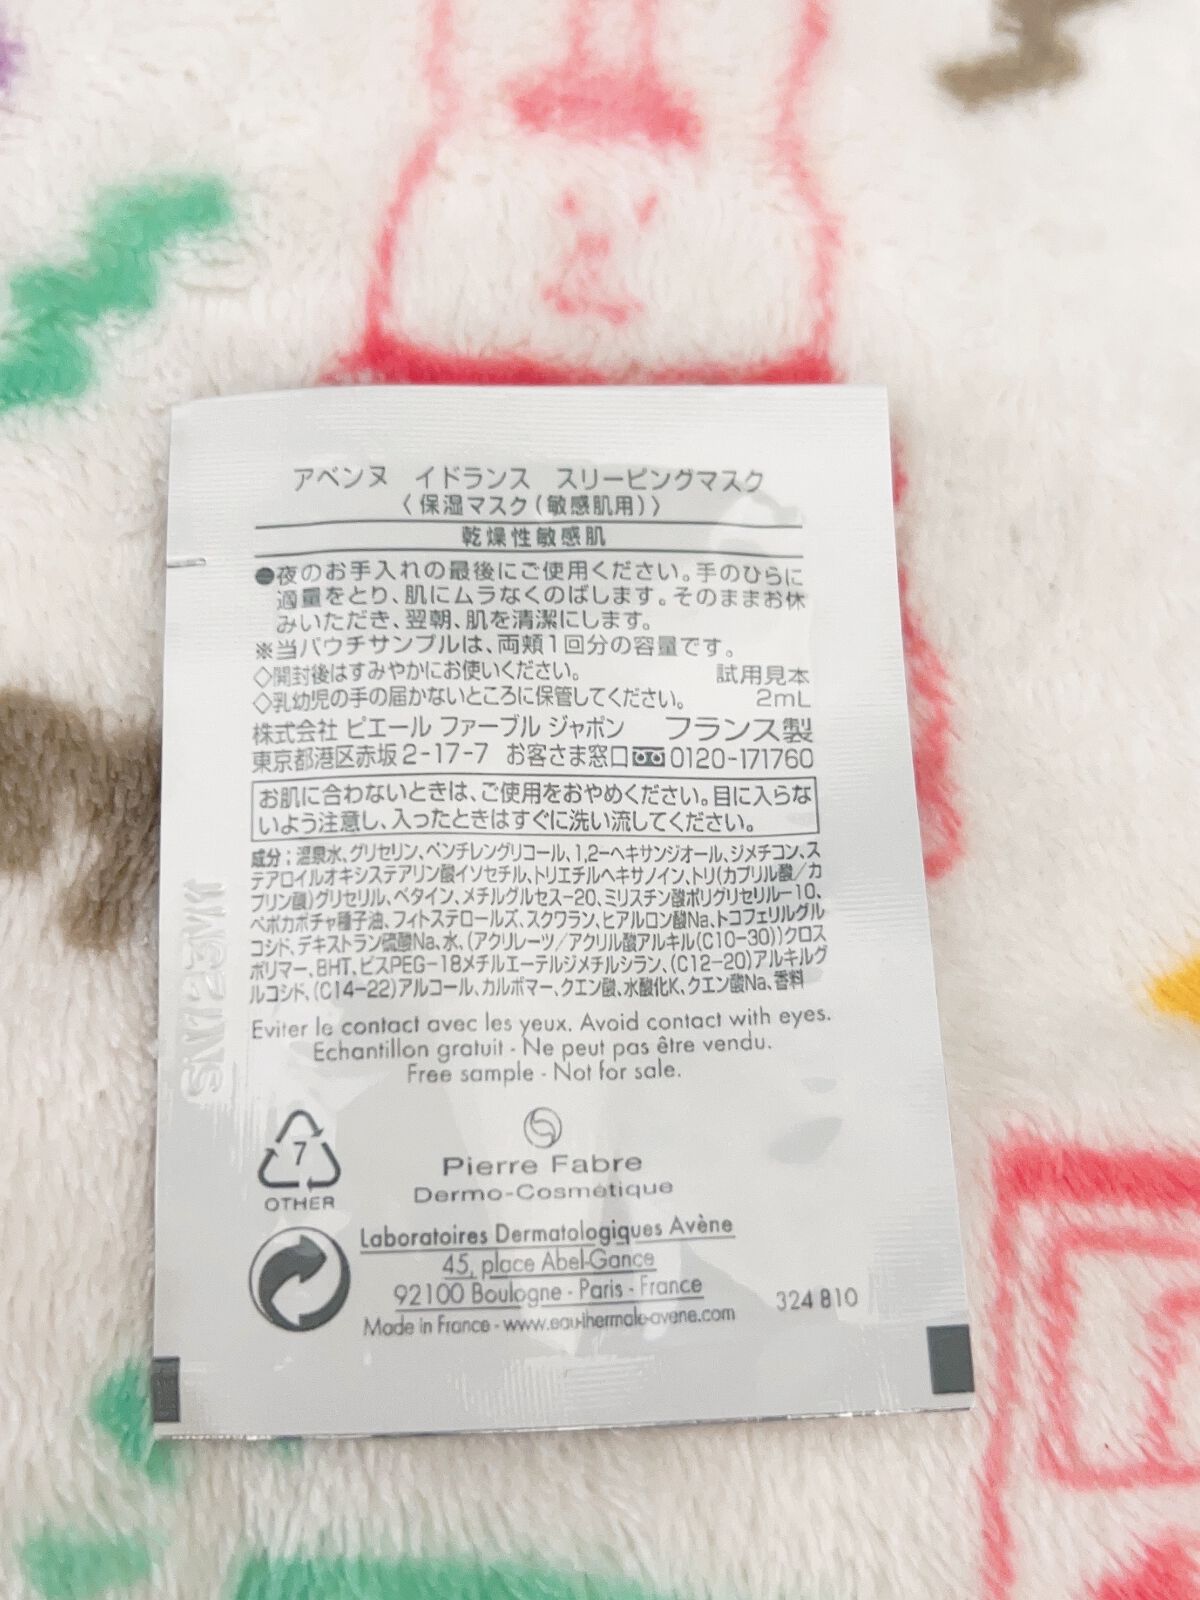 アベンヌ イドランス スリーピングマスク
〈保湿マスク(敏感肌用)〉
乾燥性敏感肌
●夜のお手入れの最後にご使用ください。手のひらに
適量をとり、肌にムラなくのばします。そのままお休
みいただき、翌朝、肌を清潔にします。
※当パウチサンプルは、両頬1回分の容量です。
◇開封後はすみやかにお使いください。 試用見本
◇乳幼児の手の届かないところに保管してください。 2mL
株式会社 ピエール ファーブル ジャポン フランス製
東京都港区赤坂2-17-7 お客さま窓口 0120-171760
お肌に合わないときは、ご使用をおやめください。目に入らな
いよう注意し、入ったときはすぐに洗い流してください。
成分:温泉水、グリセリン、ペンチレングリコール、1,2-ヘキサンジオール、ジメチコン、ス
テアロイルオキシステアリン酸イソセチル、トリエチルヘキサノイン、トリ(カプリル酸/カ
プリン酸)グリセリル、ベタイン、メチルグルセス-20、ミリスチン酸ポリグリセリル-10、
ペポカボチャ種子油、フィトステロールズ、スクワラン、ヒアルロン酸Na、トコフェリルグル
コシド、デキストラン硫酸Na、水、(アクリレーツ/アクリル酸アルキル(C10-30))クロス
ポリマー、BHT、ビスPEG-18メチルエーテルジメチルシラン、(C12-20)アルキルグ
ルコシド、(C14-22)アルコール、カルボマー、クエン酸、水酸化K、クエン酸Na、香料
Eviter le contact avec les yeux. Avoid contact with eyes.
Echantillon gratuit - Ne peut pas être vendu.
Free sample - Not for sale.
7
OTHER
Pierre Fabre
Dermo-Cosmétique
Laboratoires Dermatologiques Avène
45, place Abel-Gance
92100 Boulogne - Paris - France
Made in France - www.eau-thermale-avene.com
324 810